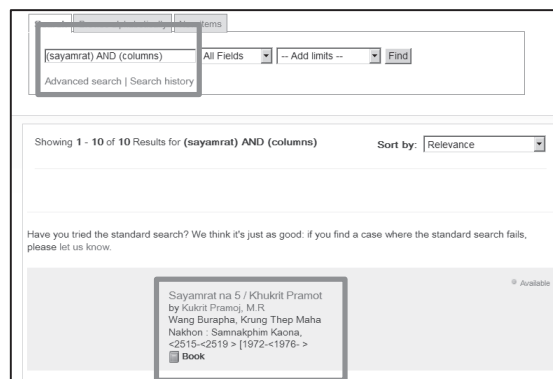 (sayamrat) AND (columns) All Fields -- Add limits -- Find
Advanced search | Search history
Showing 1 - 10 of 10 Results for (sayamrat) AND (columns) Sort by: Relevance
Have you tried the standard search? We think it's just as good: if you find a case where the standard search fails,
please let us know.
Available
Sayamrat na 5 / Khukrit Pramot
by Kukrit Pramoj, M.R
Wang Burapha, Krung Thep Maha
Nakhon : Samnakphim Kaona,
<2515-<2519 > [1972-<1976- >
Book